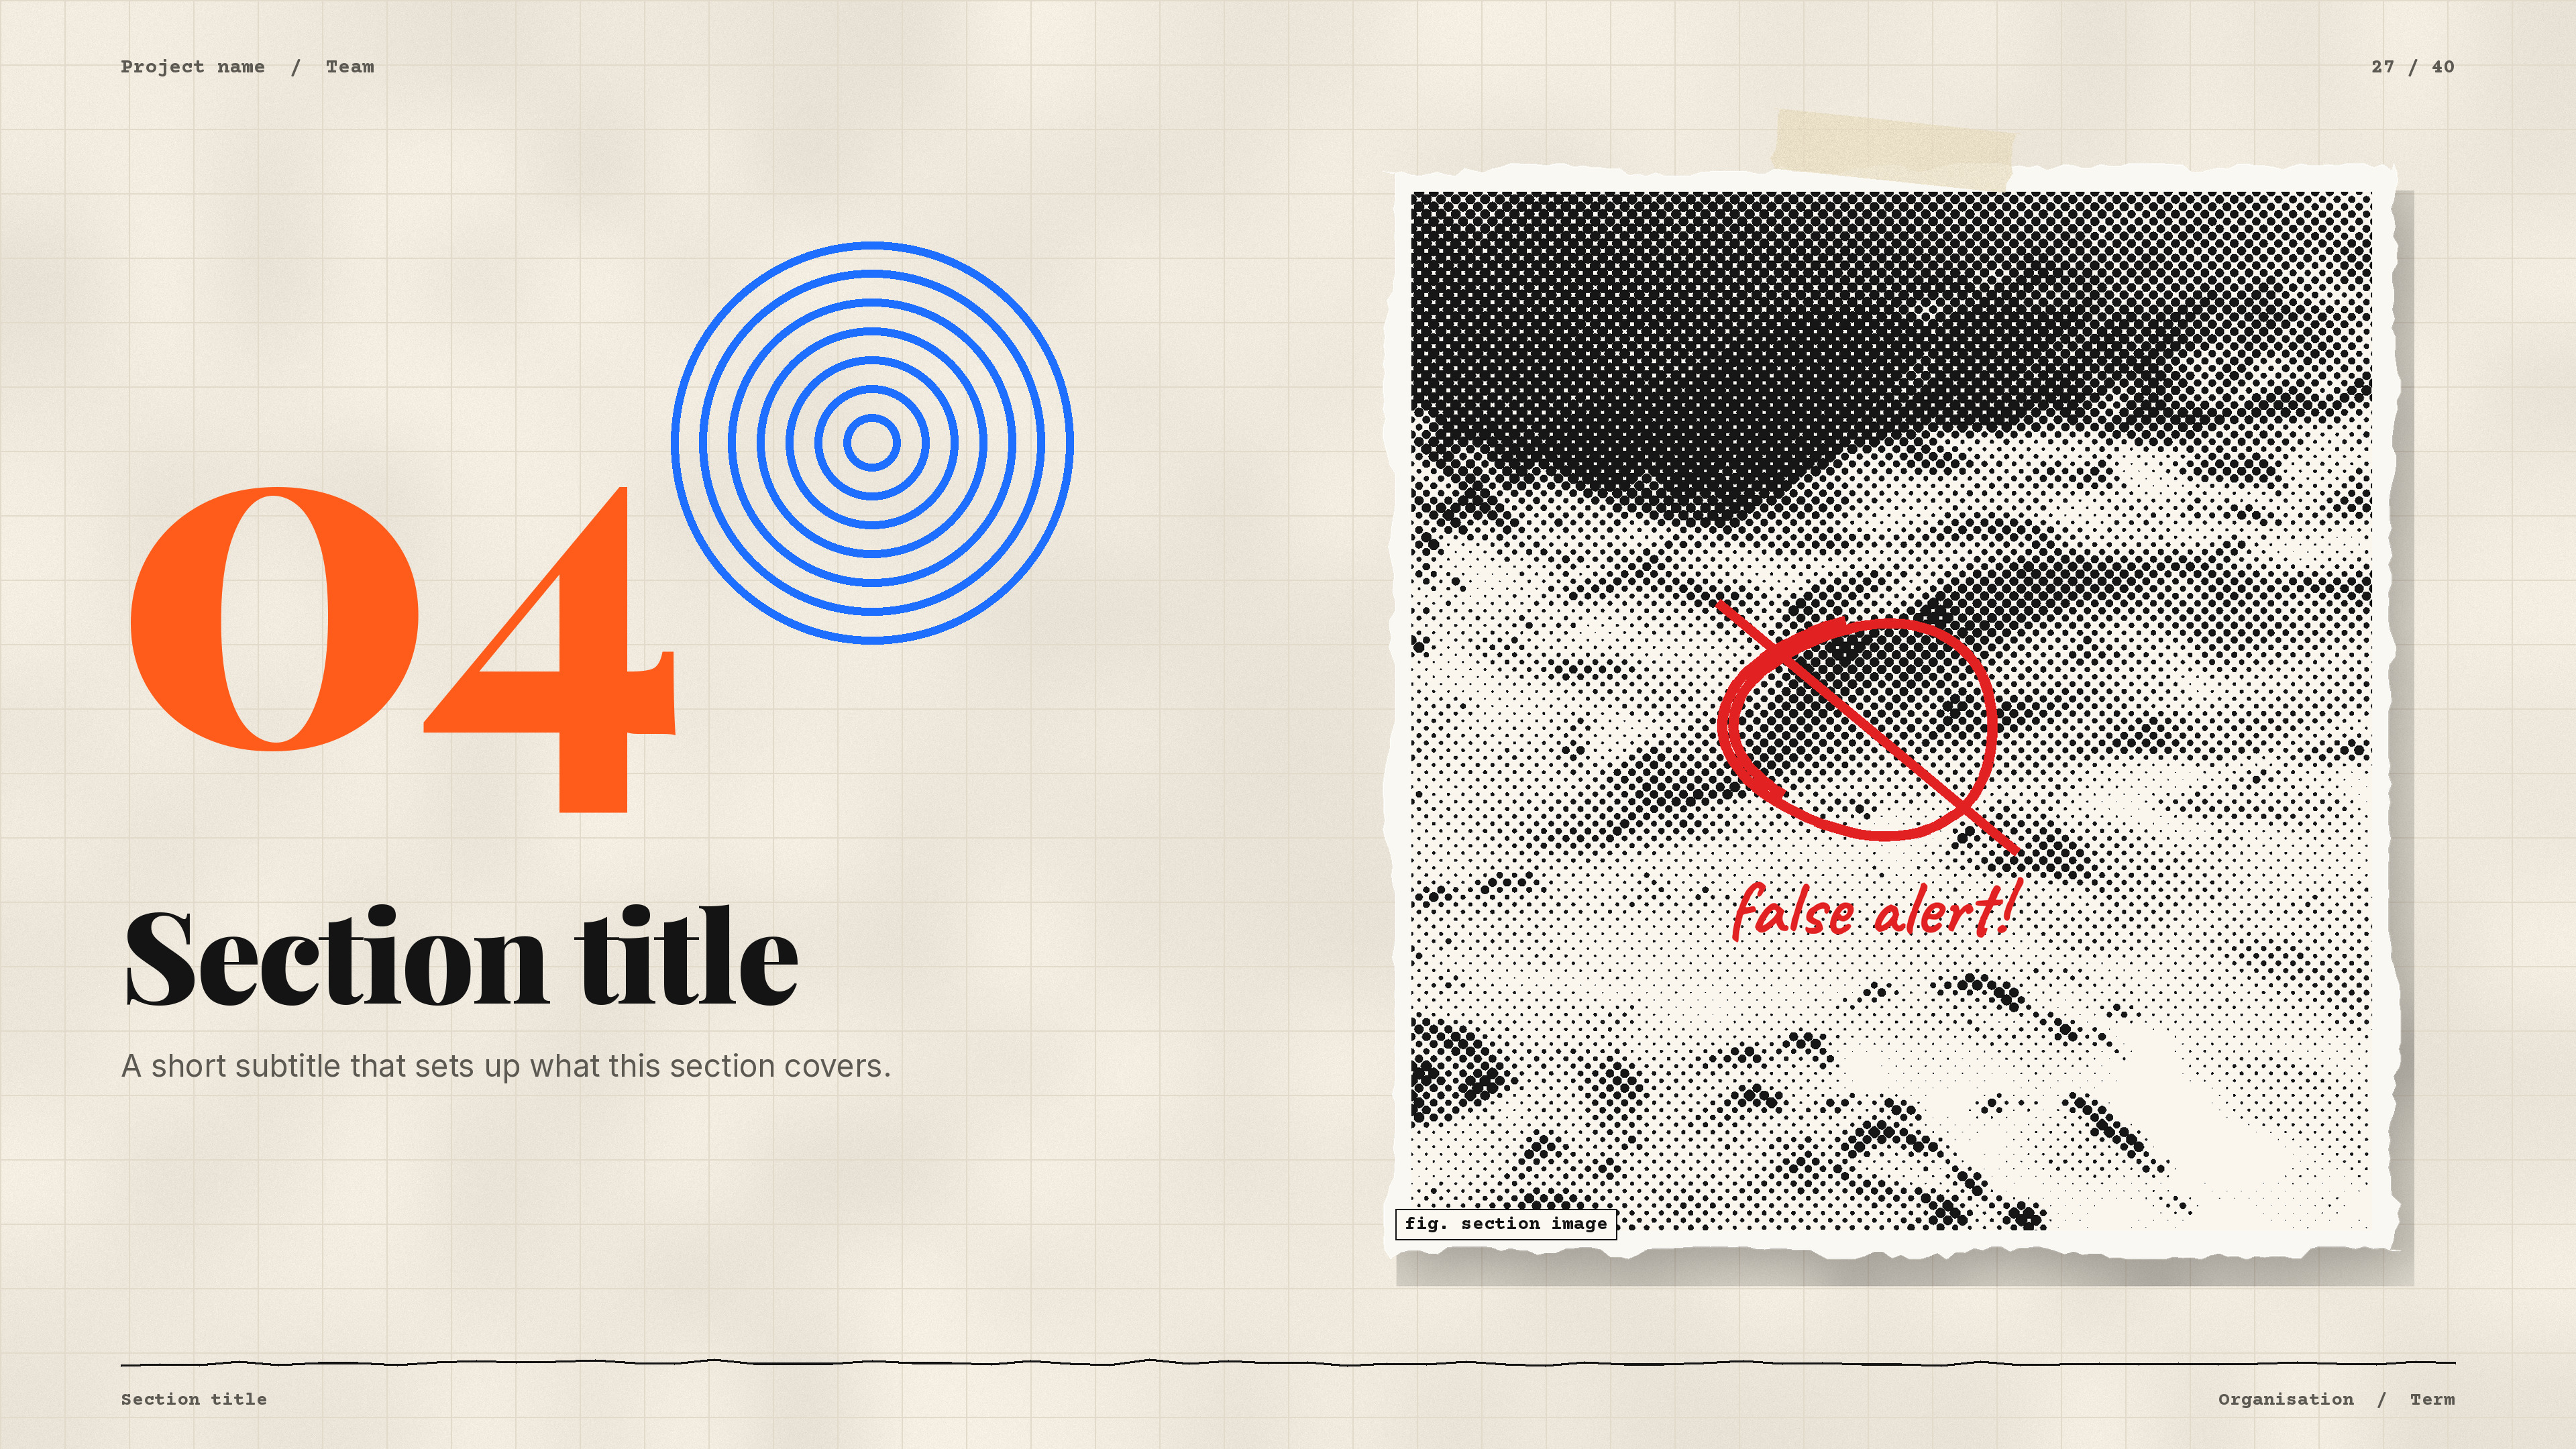 Project name / Team
27 / 40
04
Section title
A short subtitle that sets up what this section covers.
false alert!
fig. section image
Section title
Organisation / Term